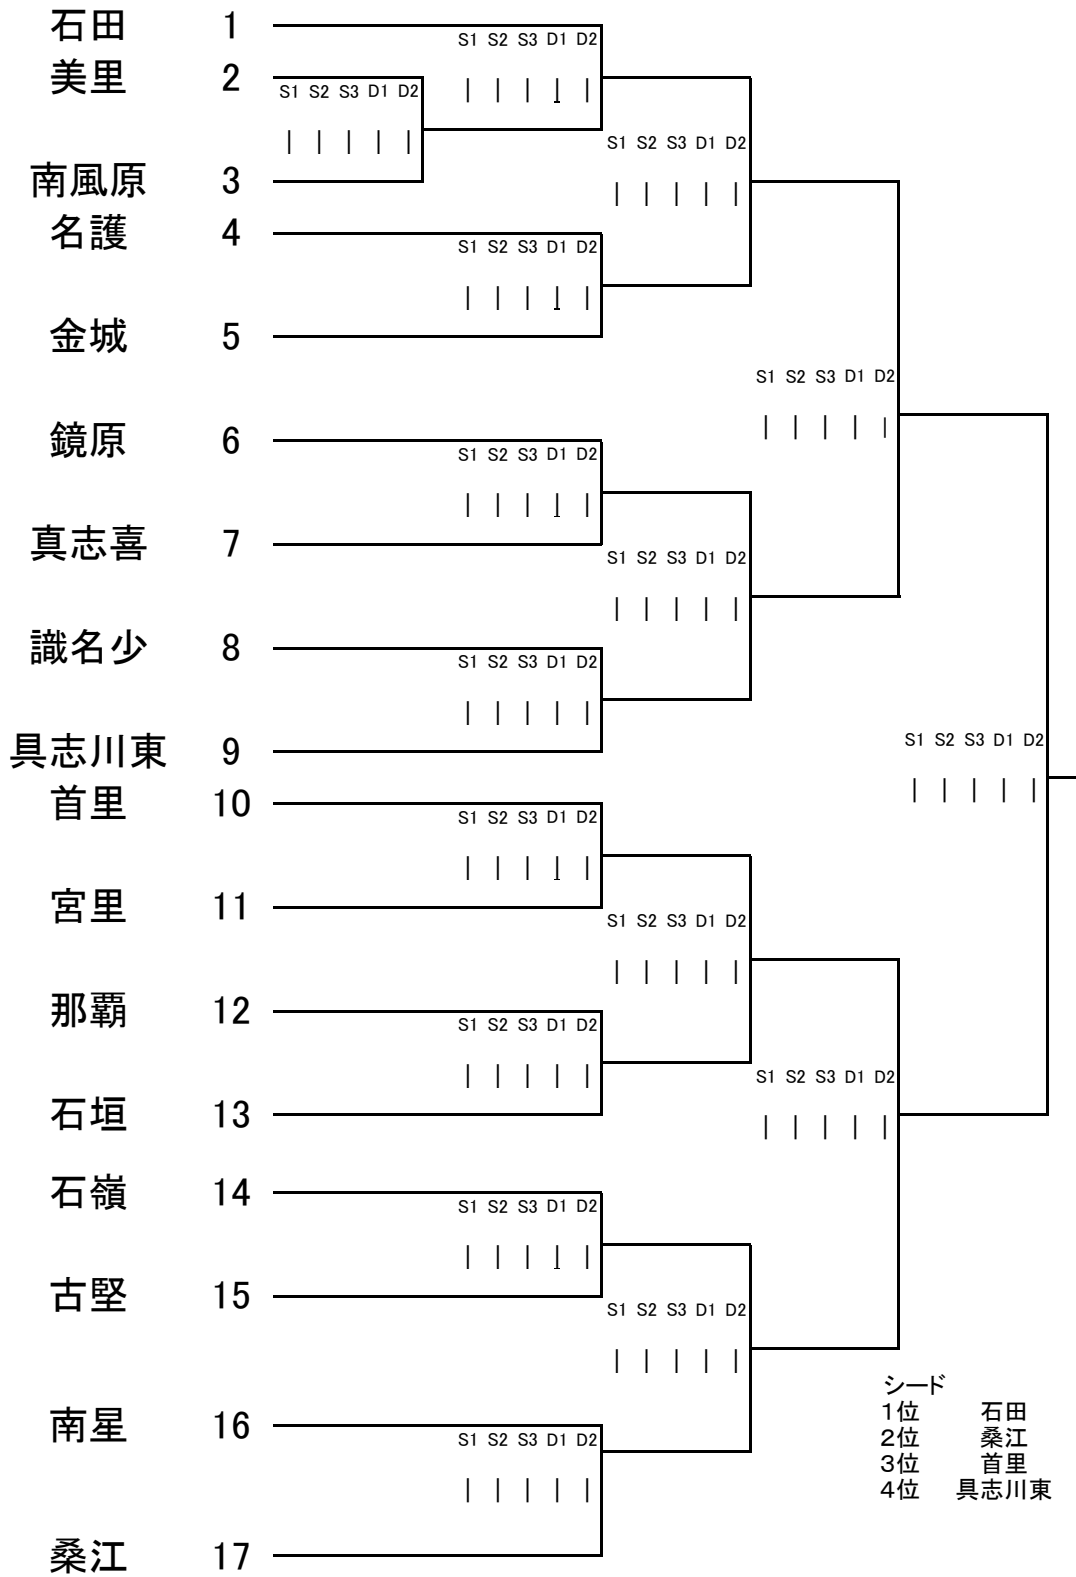 石田 1
S1 S2 S3 D1 D2
美里 2
S1 S2 S3 D1 D2
S1 S2 S3 D1 D2
南風原 3
名護 4
S1 S2 S3 D1 D2
金城 5
S1 S2 S3 D1 D2
鏡原 6
S1 S2 S3 D1 D2
真志喜 7
S1 S2 S3 D1 D2
識名少 8
S1 S2 S3 D1 D2
具志川東 9
S1 S2 S3 D1 D2
首里 10
S1 S2 S3 D1 D2
宮里 11
S1 S2 S3 D1 D2
那覇 12
S1 S2 S3 D1 D2
S1 S2 S3 D1 D2
石垣 13
石嶺 14
S1 S2 S3 D1 D2
古堅 15
S1 S2 S3 D1 D2
南星 16
S1 S2 S3 D1 D2
桑江 17
シード
1位 石田
2位 桑江
3位 首里
4位 具志川東